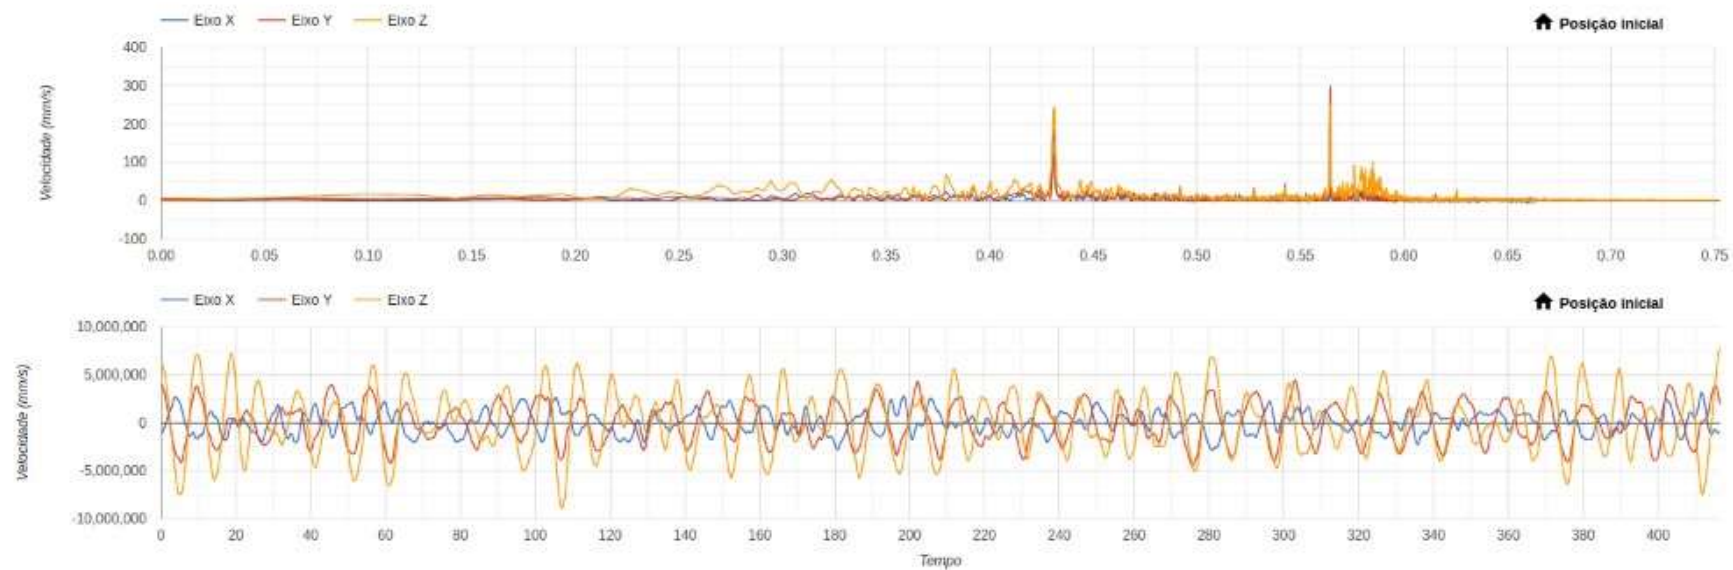 Eixo X Eixo Y Eixo Z Posição inicial
400
300
200
100
0
-100
Velocidade (mm/s)
0.00 0.05 0.10 0.15 0.20 0.25 0.30 0.35 0.40 0.45 0.50 0.55 0.60 0.65 0.70 0.75
Eixo X Eixo Y Eixo Z Posição inicial
10,000,000
5,000,000
0
-5,000,000
-10,000,000
Velocidade (mm/s)
0 20 40 60 80 100 120 140 160 180 200 220 240 260 280 300 320 340 360 380 400
Tempo